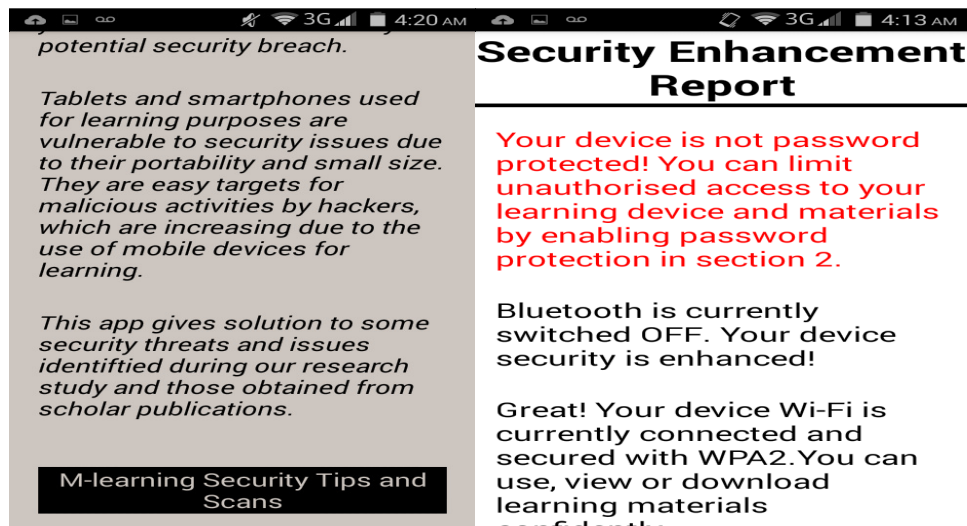 3G 4:20 AM
potential security breach.
Tablets and smartphones used
for learning purposes are
vulnerable to security issues due
to their portability and small size.
They are easy targets for
malicious activities by hackers,
which are increasing due to the
use of mobile devices for
learning.
This app gives solution to some
security threats and issues
identiftied during our research
study and those obtained from
scholar publications.
M-learning Security Tips and
Scans
3G 4:13 AM
Security Enhancement
Report
Your device is not password
protected! You can limit
unauthorised access to your
learning device and materials
by enabling password
protection in section 2.
Bluetooth is currently
switched OFF. Your device
security is enhanced!
Great! Your device Wi-Fi is
currently connected and
secured with WPA2.You can
use, view or download
learning materials